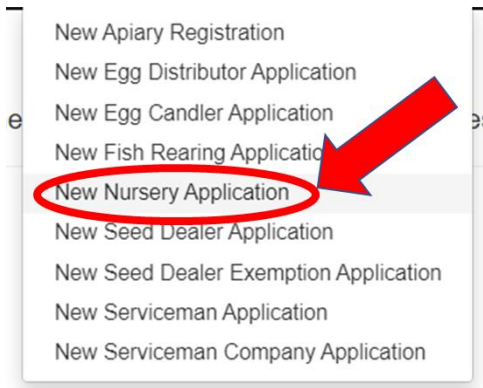 New Apiary Registration
New Egg Distributor Application
New Egg Candler Application
New Fish Rearing Applicatio
New Nursery Application
New Seed Dealer Application
New Seed Dealer Exemption Application
New Serviceman Application
New Serviceman Company Application